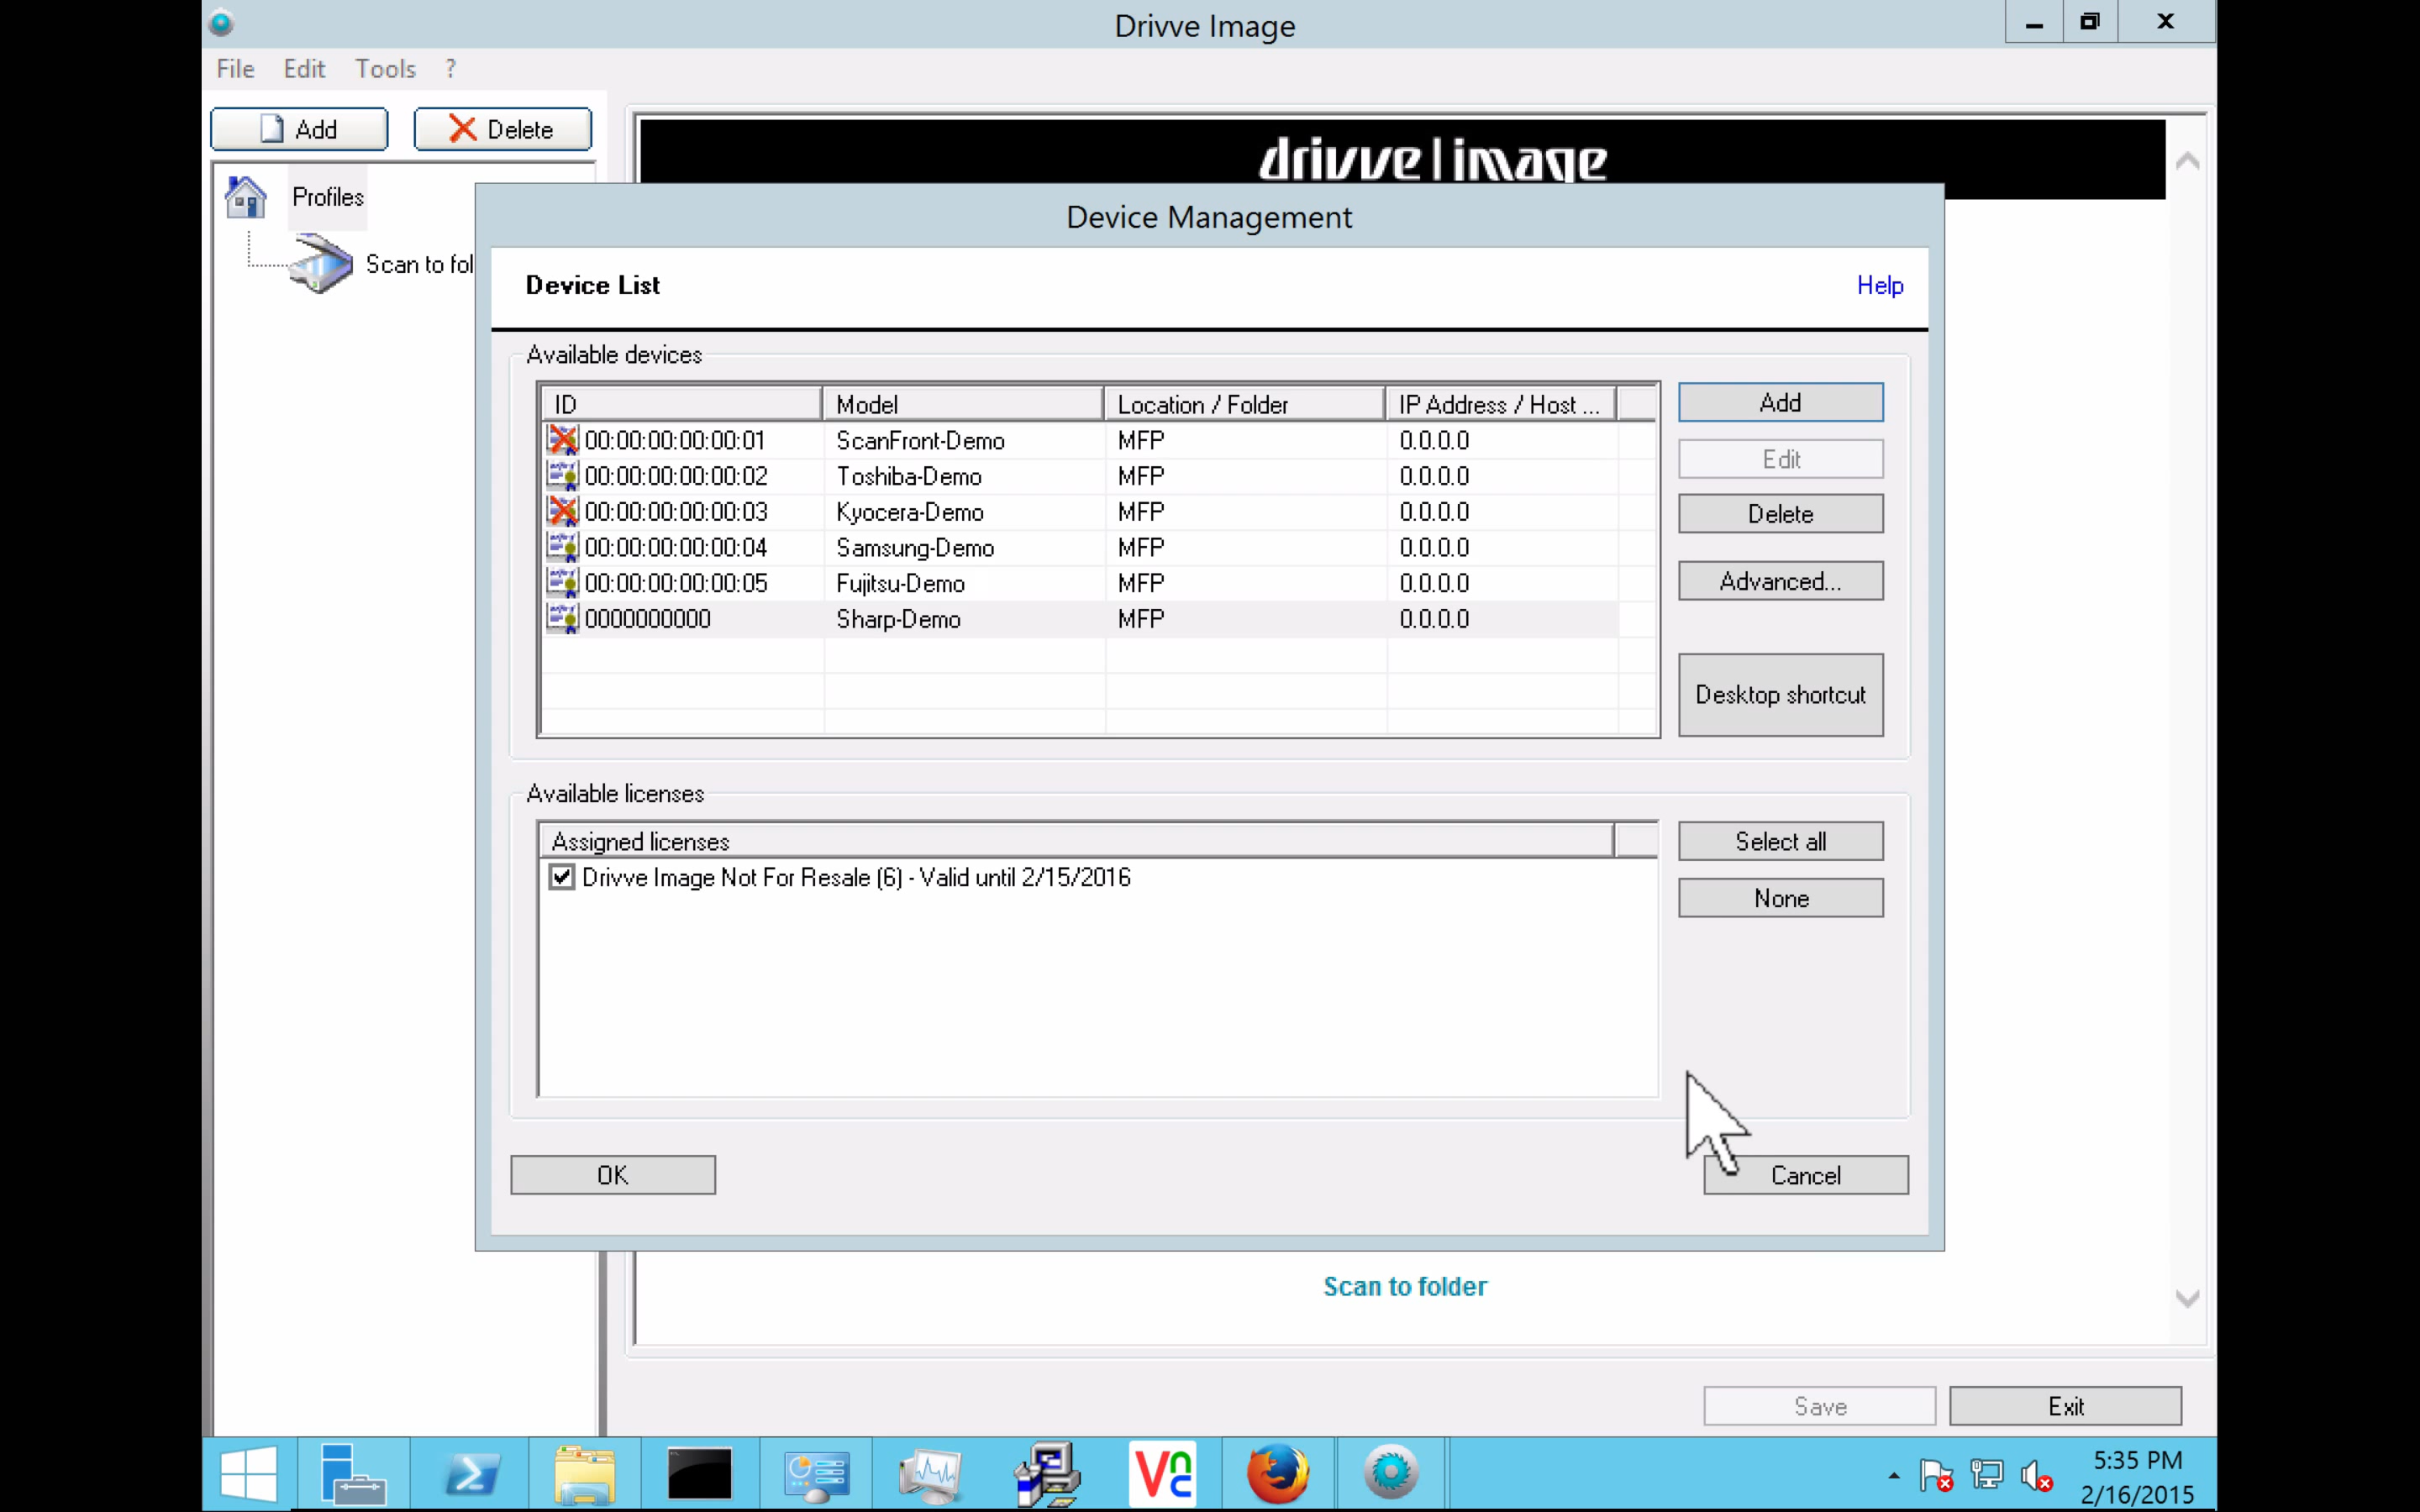 Drivve Image
File Edit Tools ?
Add Delete
drivve | image
Profiles
Scan to fol
Device Management
Device List Help
Available devices
ID Model Location / Folder IP Address / Host ...
00:00:00:00:00:01 ScanFront-Demo MFP 0.0.0.0
00:00:00:00:00:02 Toshiba-Demo MFP 0.0.0.0
00:00:00:00:00:03 Kyocera-Demo MFP 0.0.0.0
00:00:00:00:00:04 Samsung-Demo MFP 0.0.0.0
00:00:00:00:00:05 Fujitsu-Demo MFP 0.0.0.0
0000000000 Sharp-Demo MFP 0.0.0.0
Add
Edit
Delete
Advanced...
Desktop shortcut
Available licenses
Assigned licenses
Drivve Image Not For Resale (6) - Valid until 2/15/2016
Select all
None
OK Cancel
Scan to folder
Save Exit
VNC
5:35 PM
2/16/2015